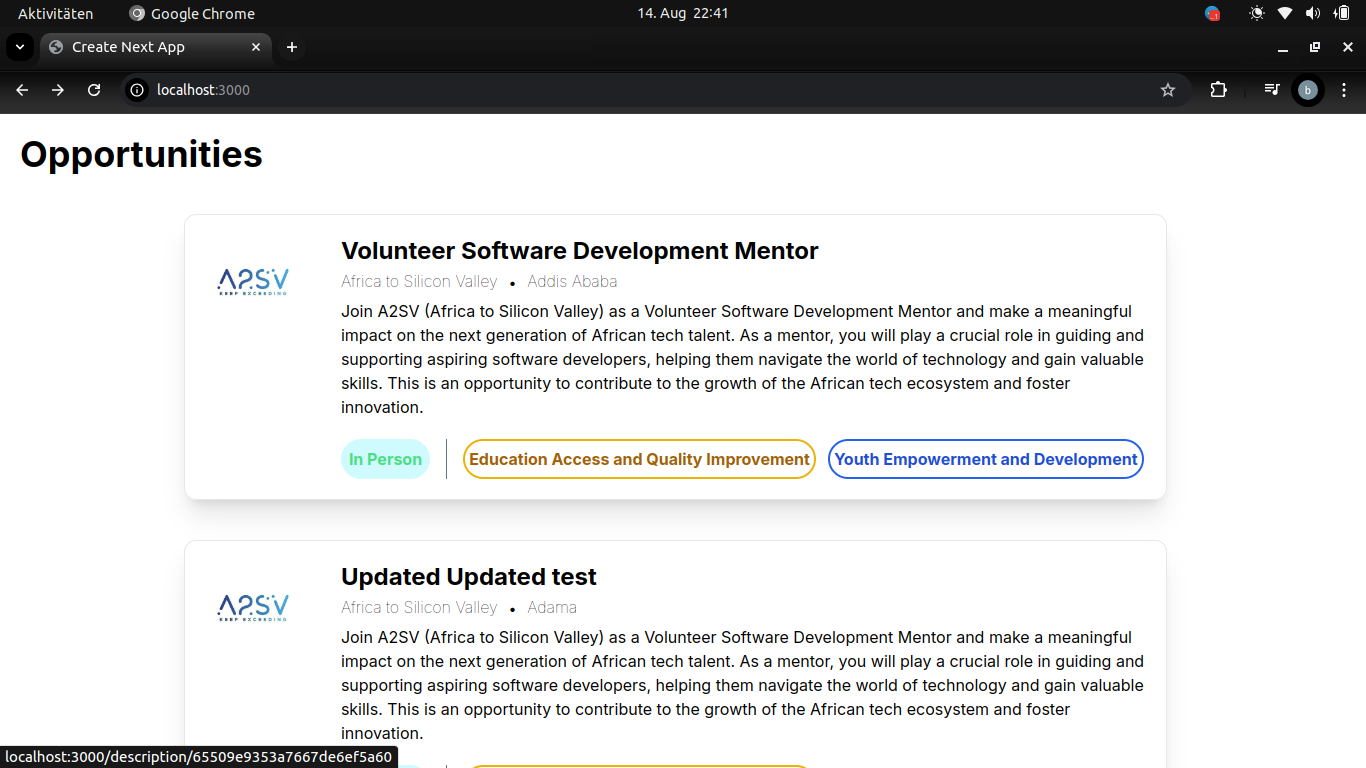 Aktivitäten Google Chrome 14. Aug 22:41
Create Next App
localhost:3000 b
Opportunities
A2SV
KEEP EXCEEDING
Volunteer Software Development Mentor
Africa to Silicon Valley • Addis Ababa
Join A2SV (Africa to Silicon Valley) as a Volunteer Software Development Mentor and make a meaningful
impact on the next generation of African tech talent. As a mentor, you will play a crucial role in guiding and
supporting aspiring software developers, helping them navigate the world of technology and gain valuable
skills. This is an opportunity to contribute to the growth of the African tech ecosystem and foster
innovation.
In Person Education Access and Quality Improvement Youth Empowerment and Development
A2SV
KEEP EXCEEDING
Updated Updated test
Africa to Silicon Valley • Adama
Join A2SV (Africa to Silicon Valley) as a Volunteer Software Development Mentor and make a meaningful
impact on the next generation of African tech talent. As a mentor, you will play a crucial role in guiding and
supporting aspiring software developers, helping them navigate the world of technology and gain valuable
skills. This is an opportunity to contribute to the growth of the African tech ecosystem and foster
innovation.
localhost:3000/description/65509e9353a7667de6ef5a60